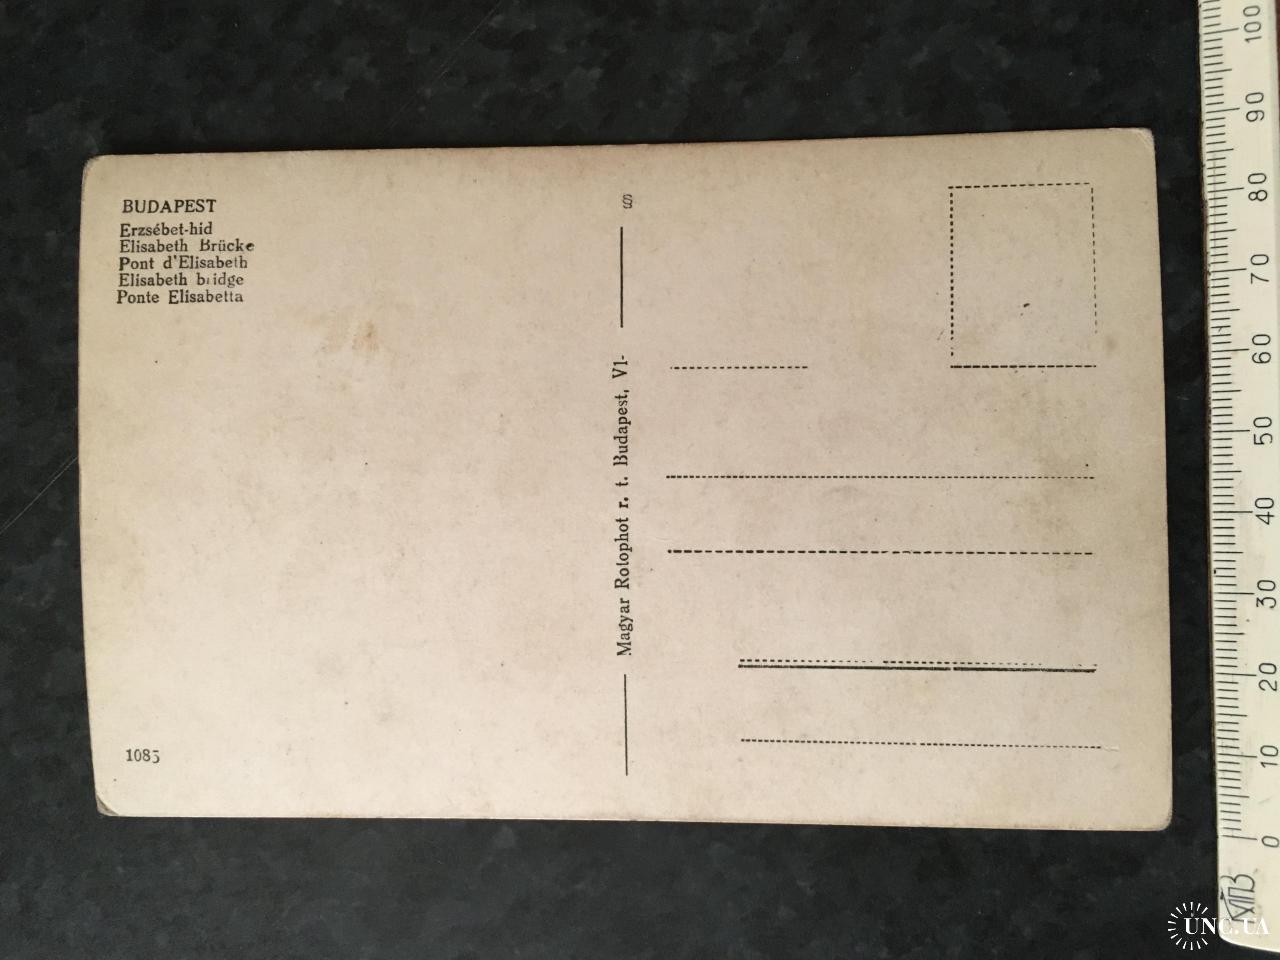 BUDAPEST
Erzsébet-hid
Elisabeth Brücke
Pont d'Elisabeth
Elisabeth bridge
Ponte Elisabetta
1085
§
Magyar Rotophot r. t. Budapest, VI-
100
90
80
70
60
50
40
30
20
10
0
ХПЗ
UNC.UA